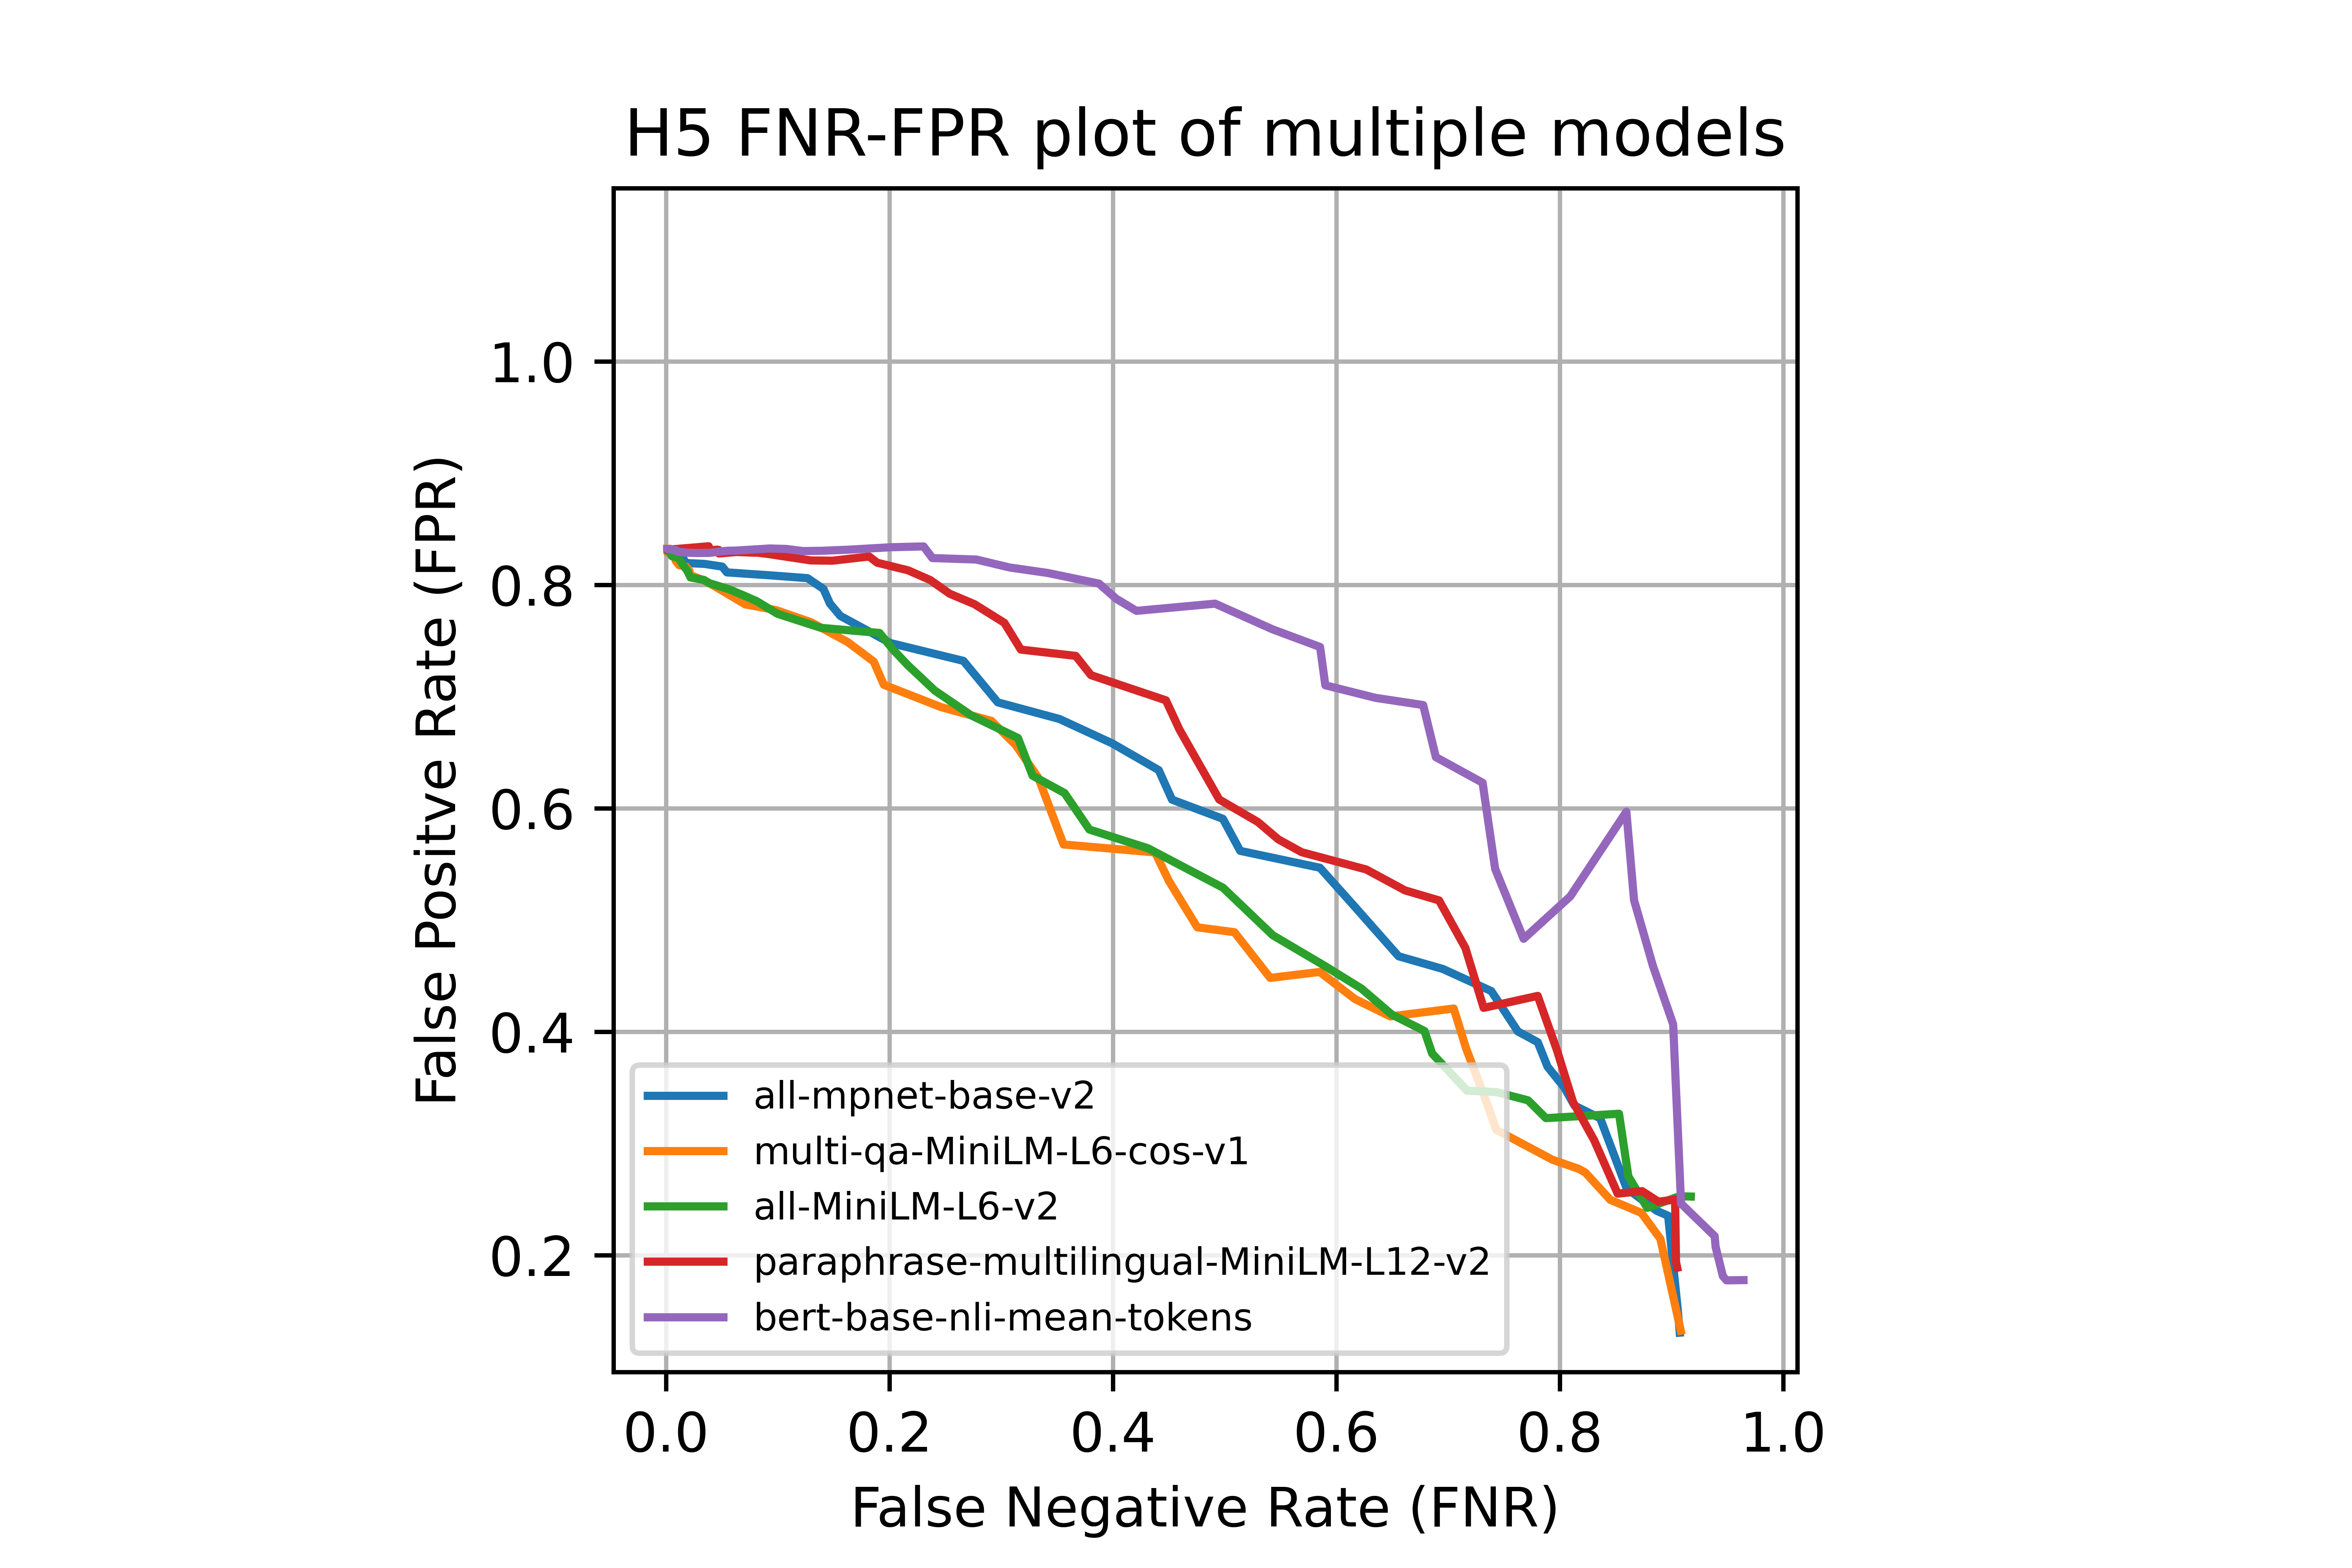 H5 FNR-FPR plot of multiple models
False Positve Rate (FPR)
1.0
0.8
0.6
0.4
0.2
all-mpnet-base-v2
multi-qa-MiniLM-L6-cos-v1
all-MiniLM-L6-v2
paraphrase-multilingual-MiniLM-L12-v2
bert-base-nli-mean-tokens
0.0 0.2 0.4 0.6 0.8 1.0
False Negative Rate (FNR)